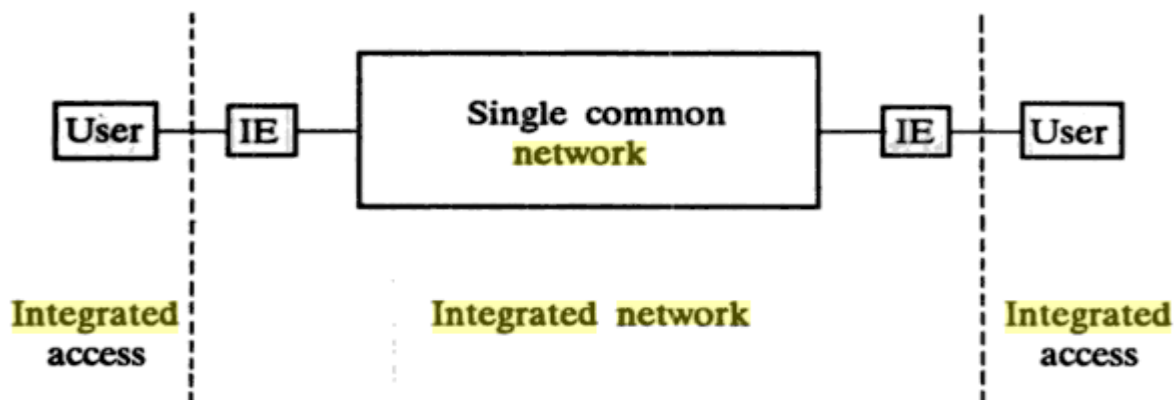 User
IE
Single common
network
IE
User
Integrated
access
Integrated network
Integrated
access